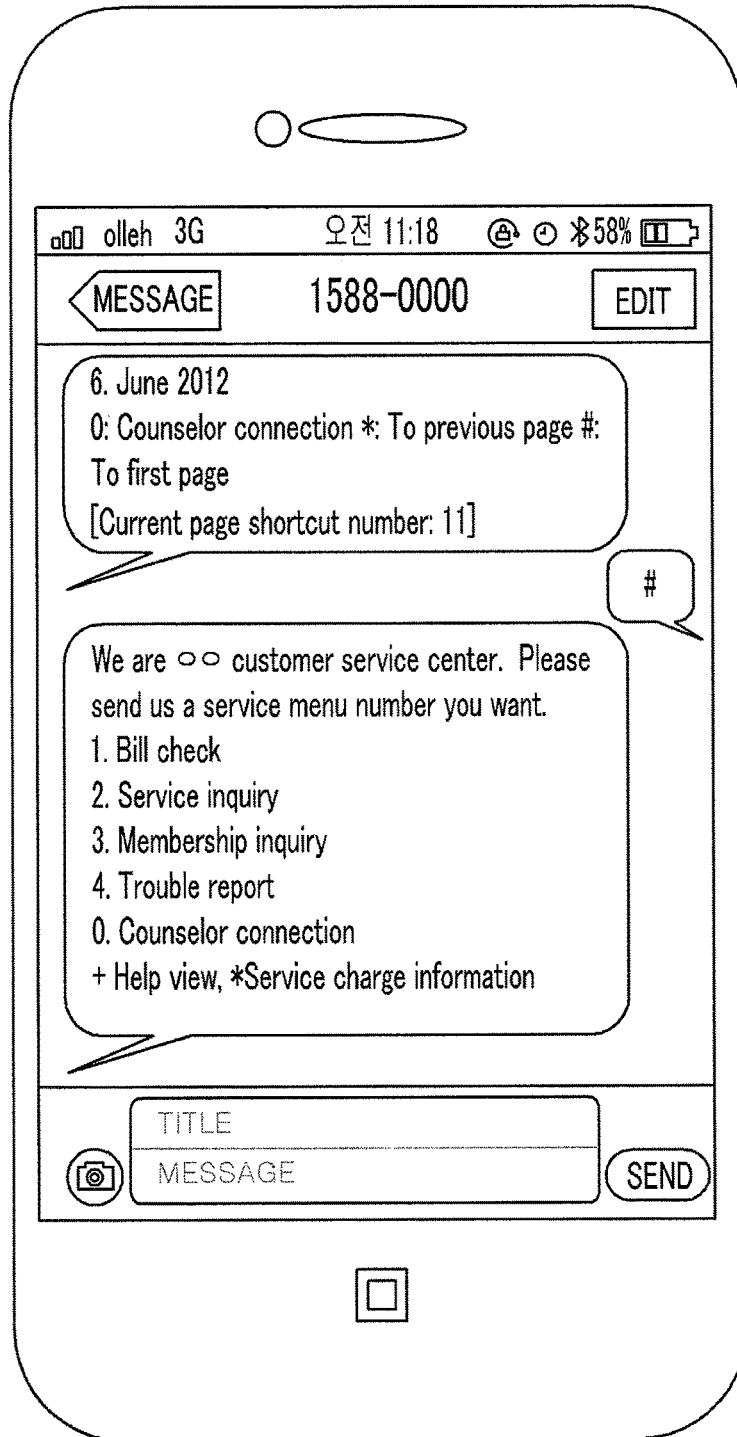 olleh 3G 오전 11:18 58%
MESSAGE 1588-0000 EDIT
6. June 2012
0: Counselor connection *: To previous page #:
To first page
[Current page shortcut number: 11]
#
We are ㅇㅇ customer service center. Please
send us a service menu number you want.
1. Bill check
2. Service inquiry
3. Membership inquiry
4. Trouble report
0. Counselor connection
+ Help view, *Service charge information
TITLE
MESSAGE
SEND